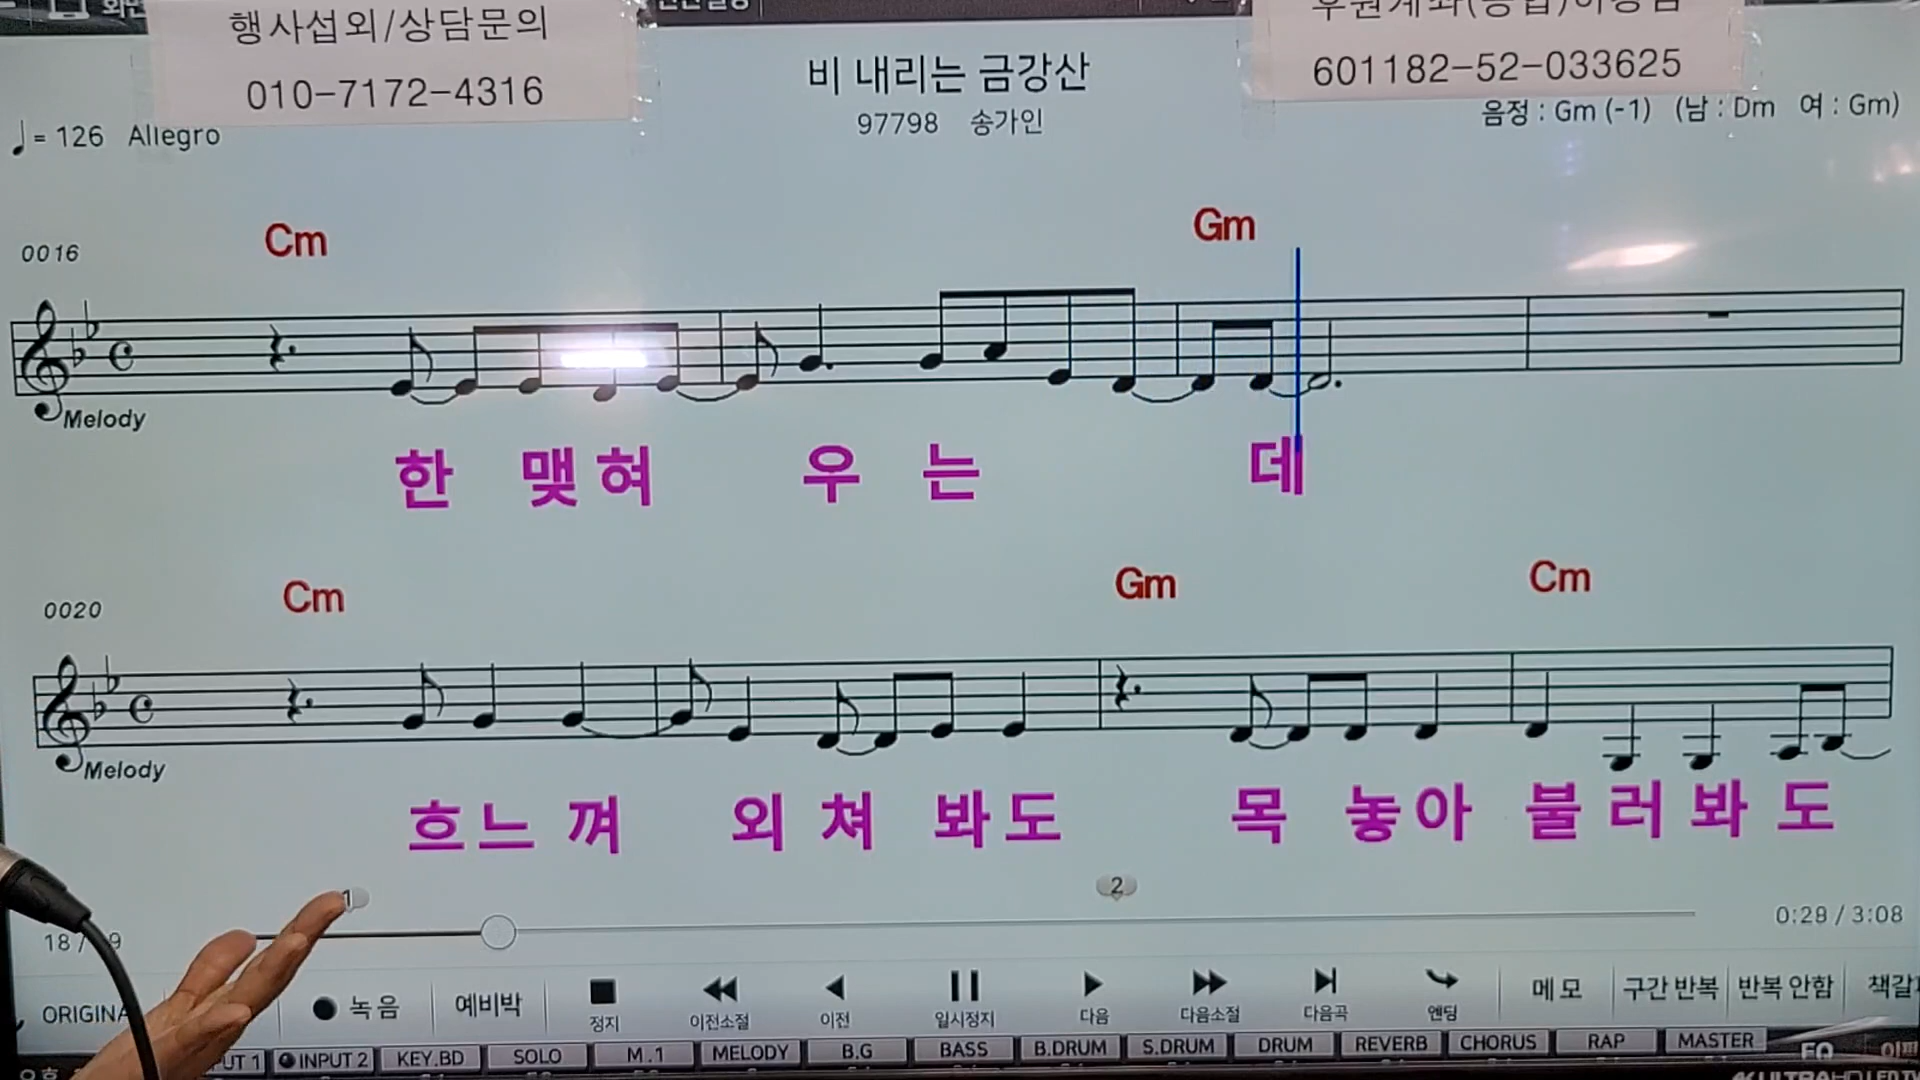 행사섭외/상담문의
010-7172-4316
601182-52-033625
비 내리는 금강산
97798 송가인
♩= 126 Allegro
음정 : Gm (-1) (남 : Dm 여 : Gm)
Cm Gm
0016
Melody
한 맺혀 우 는 데
Cm Gm Cm
0020
Melody
흐느 껴 외 쳐 봐도 목 놓아 불 러 봐 도
1 2
0:28 / 3:08
녹음 예비박 정지 이전소절 이전 일시정지 다음 다음소절 다음곡 엔딩 메모 구간 반복 반복 안함
INPUT 2 KEY.BD SOLO M.1 MELODY B.G BASS B.DRUM S.DRUM DRUM REVERB CHORUS RAP MASTER